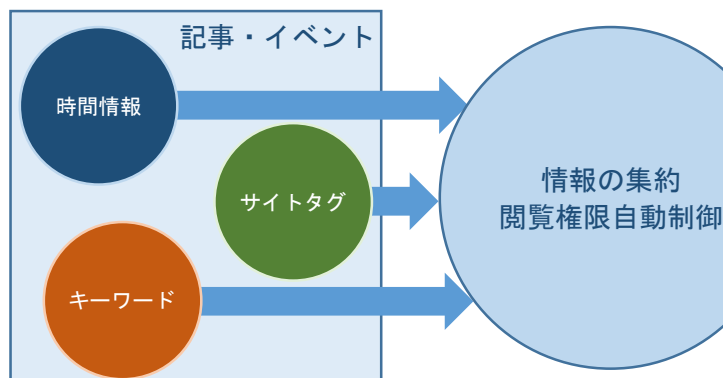 記事・イベント
時間情報
サイトタグ
キーワード
情報の集約
閲覧権限自動制御